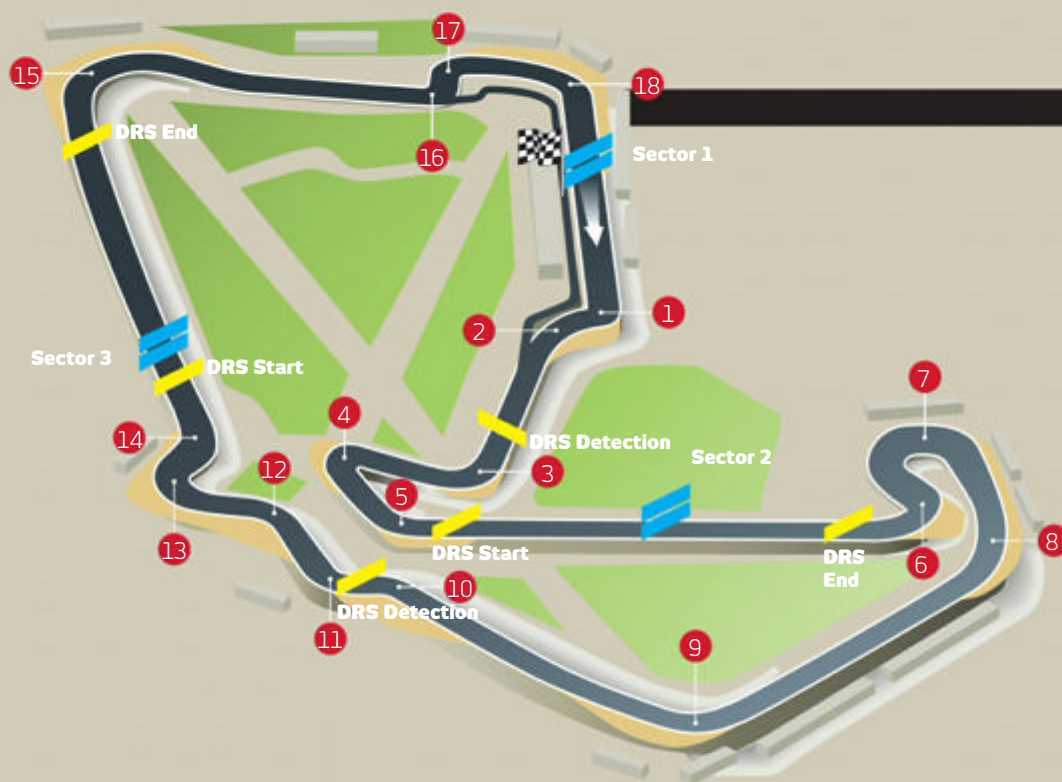 17
15
18
DRS End
16
Sector 1
1
2
Sector 3
DRS Start
7
4
14
DRS Detection
Sector 2
12
3
5
13
DRS Start
8
DRS
End
6
10
DRS Detection
11
9